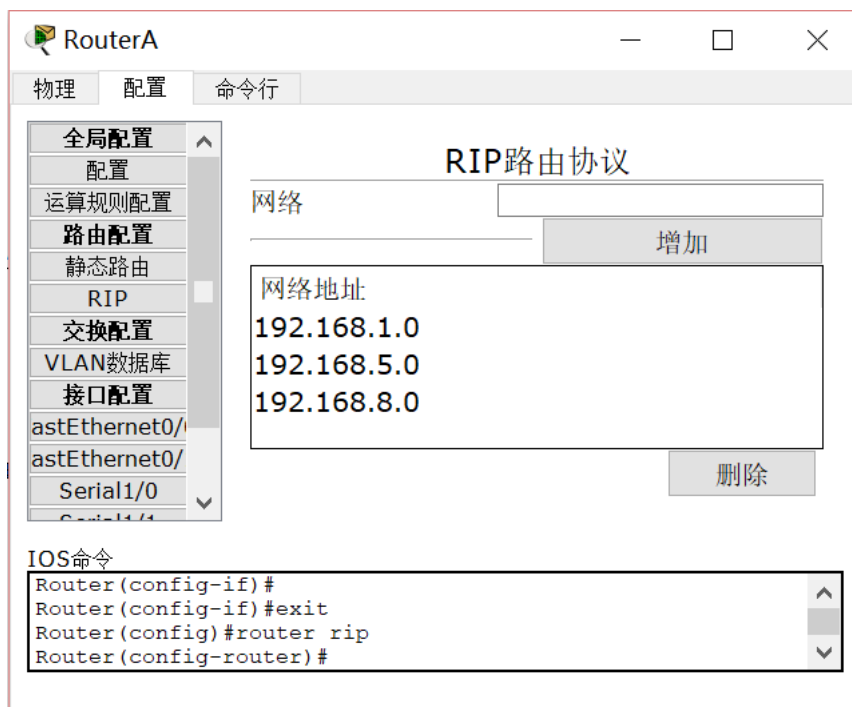 RouterA
物理 配置 命令行
全局配置
配置
运算规则配置
路由配置
静态路由
RIP
交换配置
VLAN数据库
接口配置
astEthernet0/
astEthernet0/
Serial1/0
RIP路由协议
网络
增加
网络地址
192.168.1.0
192.168.5.0
192.168.8.0
删除
IOS命令
Router(config-if)#
Router(config-if)#exit
Router(config)#router rip
Router(config-router)#